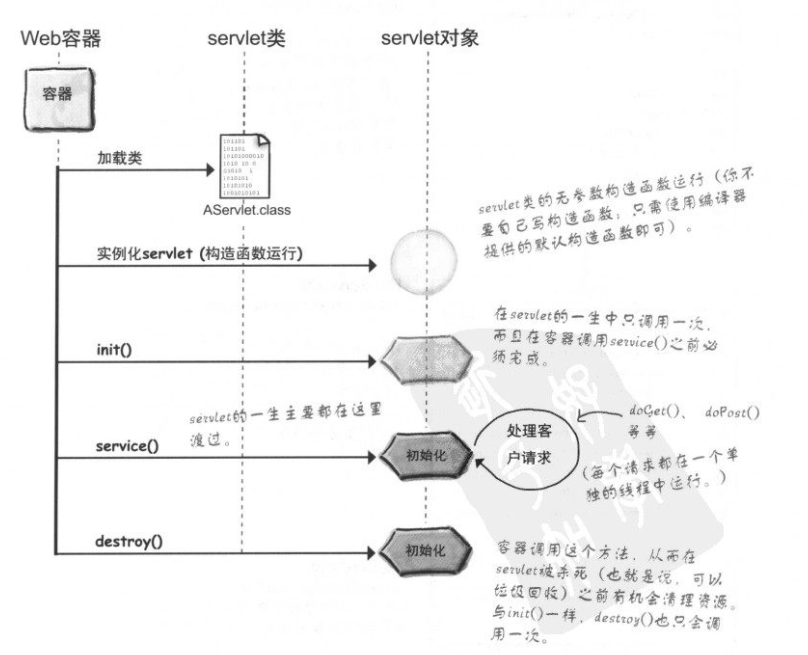 Web容器
servlet类
servlet对象
容器
加载类
101101
101101
10101000010
1010 10 0
01010 1
1010101
10101010
1001010101
AServlet.class
实例化servlet (构造函数运行)
servlet类的无参数构造函数运行（你不
要自己写构造函数；只需使用编译器
提供的默认构造函数即可）。
init()
在servlet的一生中只调用一次，
而且在容器调用service()之前必
须完成。
servlet的一生主要都在这里
渡过。
service()
初始化
处理客
户请求
doGet()、 doPost()
等等
(每个请求都在一个单
独的线程中运行。)
destroy()
初始化
容器调用这个方法，从而在
servlet被杀死（也就是说，可以
垃圾回收）之前有机会清理资源。
与init()一样，destroy()也只会调
用一次。